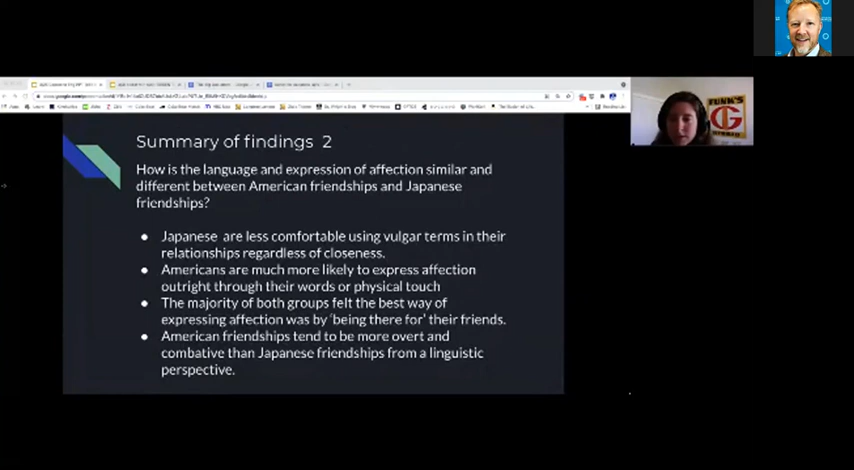 Summary of findings 2
How is the language and expression of affection similar and
different between American friendships and Japanese
friendships?
● Japanese are less comfortable using vulgar terms in their
relationships regardless of closeness.
● Americans are much more likely to express affection
outright through their words or physical touch
● The majority of both groups felt the best way of
expressing affection was by 'being there for' their friends.
● American friendships tend to be more overt and
combative than Japanese friendships from a linguistic
perspective.
FUNK'S
G